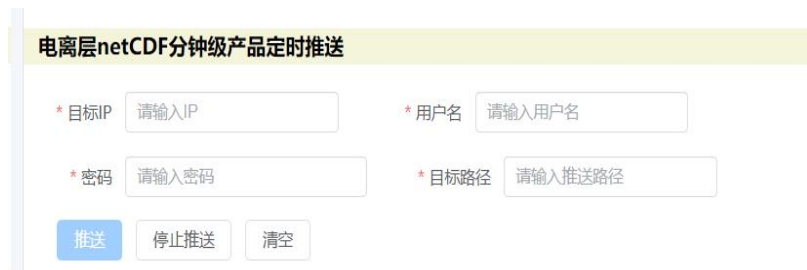 电离层netCDF分钟级产品定时推送
* 目标IP 请输入IP * 用户名 请输入用户名
* 密码 请输入密码 * 目标路径 请输入推送路径
推送 停止推送 清空